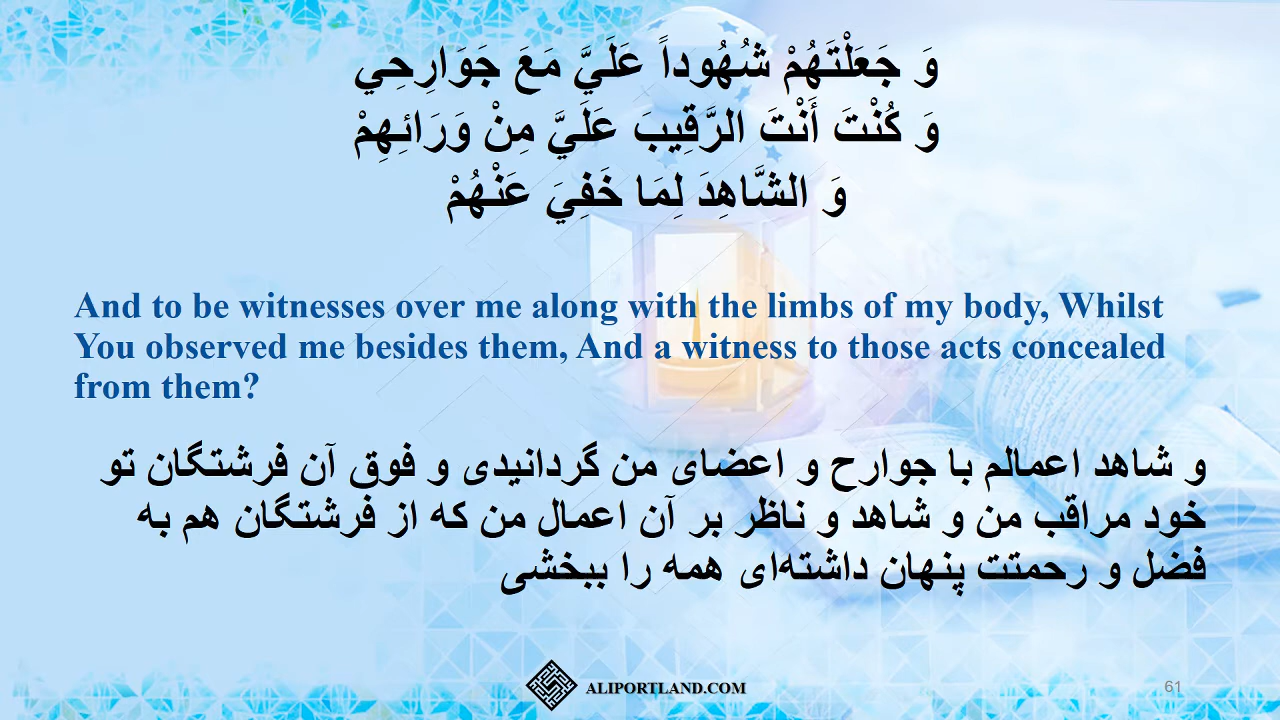 وَ جَعَلْتَهُمْ شُهُوداً عَلَيَّ مَعَ جَوَارِحِي
وَ كُنْتَ أَنْتَ الرَّقِيبَ عَلَيَّ مِنْ وَرَائِهِمْ
وَ الشَّاهِدَ لِمَا خَفِيَ عَنْهُمْ
And to be witnesses over me along with the limbs of my body, Whilst
You observed me besides them, And a witness to those acts concealed
from them?
و شاهد اعمالم با جوارح و اعضای من گردانیدی و فوق آن فرشتگان تو
خود مراقب من و شاهد و ناظر بر آن اعمال من که از فرشتگان هم به
فضل و رحمتت پنهان داشته‌ای همه را ببخشی
ALIPORTLAND.COM
61